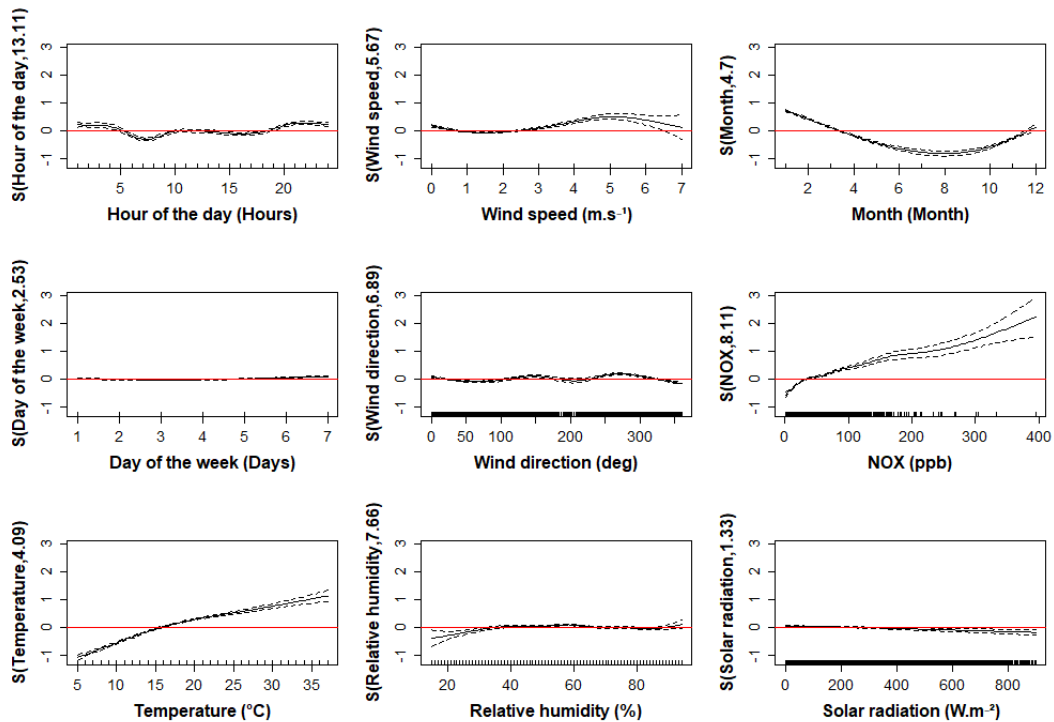 S(Hour of the day,13.11)
-1 0 1 2 3
5 10 15 20
Hour of the day (Hours)
S(Wind speed,5.67)
-1 0 1 2 3
0 1 2 3 4 5 6 7
Wind speed (m.s⁻¹)
S(Month,4.7)
-1 0 1 2 3
2 4 6 8 10 12
Month (Month)
S(Day of the week,2.53)
-1 0 1 2 3
1 2 3 4 5 6 7
Day of the week (Days)
S(Wind direction,6.89)
-1 0 1 2 3
0 50 100 200 300
Wind direction (deg)
S(NOX,8.11)
-1 0 1 2 3
0 100 200 300 400
NOX (ppb)
S(Temperature,4.09)
-1 0 1 2 3
5 10 15 20 25 30 35
Temperature (°C)
S(Relative humidity,7.66)
-1 0 1 2 3
20 40 60 80
Relative humidity (%)
S(Solar radiation,1.33)
-1 0 1 2 3
0 200 400 600 800
Solar radiation (W.m⁻²)